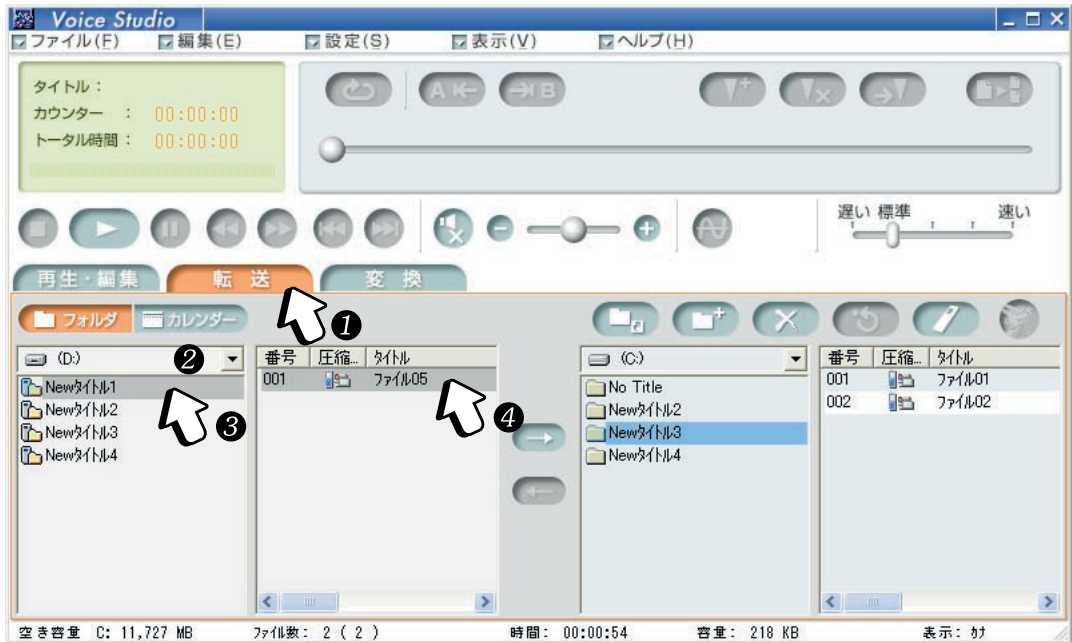 Voice Studio
ファイル(F) 編集(E) 設定(S) 表示(V) ヘルプ(H)
タイトル：
カウンター ： 00:00:00
トータル時間： 00:00:00
A B
遅い 標準 速い
再生・編集 転 送 変 換
フォルダ カレンダー
❶
(D:) ❷
Newタイトル1
Newタイトル2
Newタイトル3
Newタイトル4
❸
番号 圧縮... タイトル
001 ファイル05
❹
(C:)
No Title
Newタイトル2
Newタイトル3
Newタイトル4
番号 圧縮... タイトル
001 ファイル01
002 ファイル02
空き容量 C: 11,727 MB ファイル数： 2 ( 2 ) 時間： 00:00:54 容量： 218 KB 表示： カナ